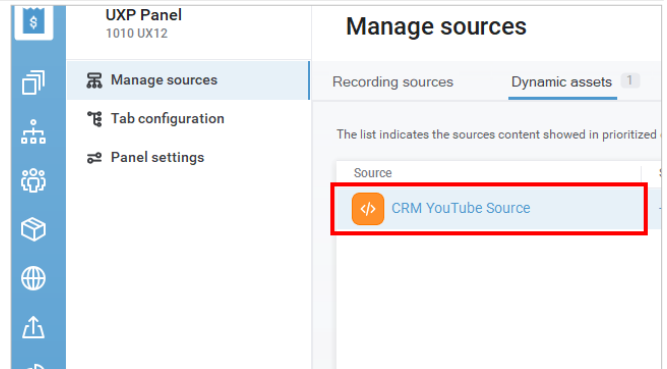 UXP Panel
1010 UX12
Manage sources
Tab configuration
Panel settings
Manage sources
Recording sources Dynamic assets 1
The list indicates the sources content showed in prioritized
Source
CRM YouTube Source